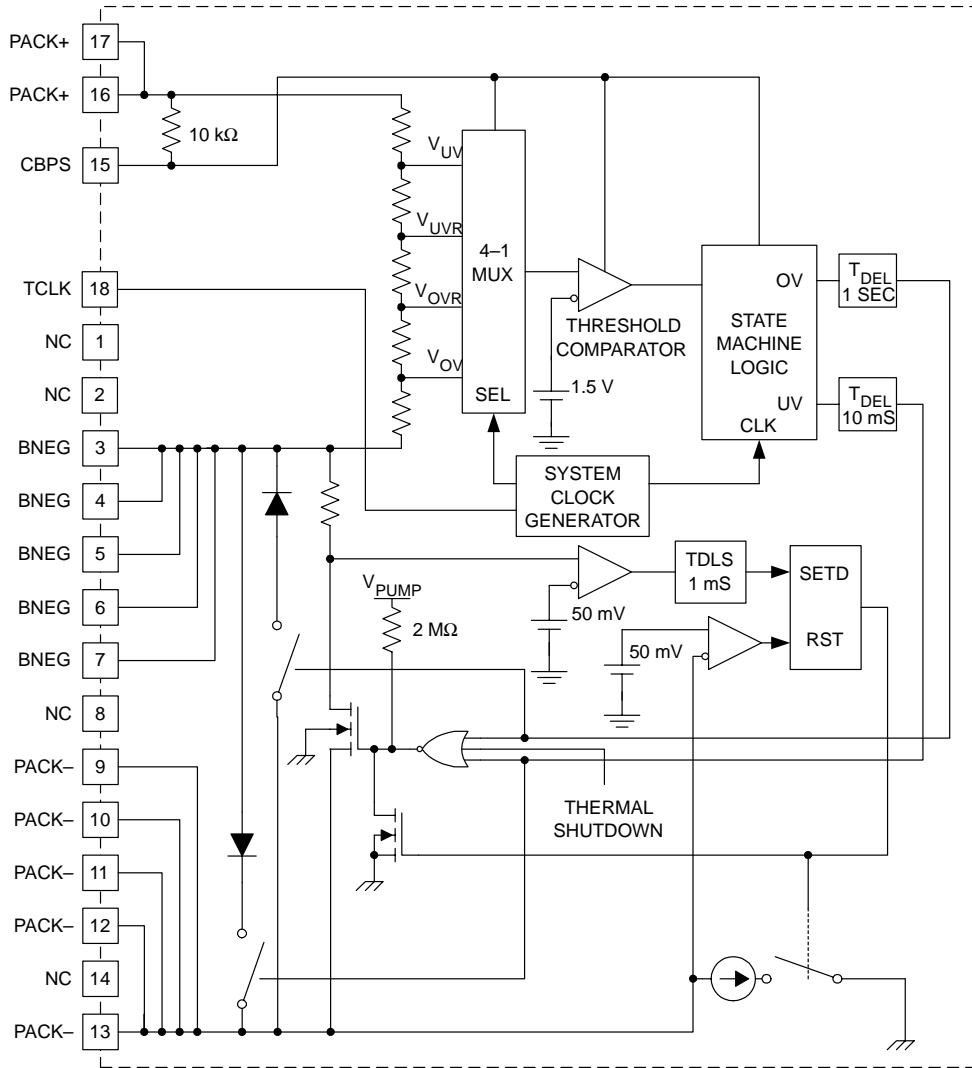 PACK+ 17
PACK+ 16
10 kΩ
CBPS 15
V_UV
V_UVR
V_OVR
V_OV
4–1
MUX
SEL
TCLK 18
NC 1
NC 2
BNEG 3
BNEG 4
BNEG 5
BNEG 6
BNEG 7
NC 8
PACK– 9
PACK– 10
PACK– 11
PACK– 12
NC 14
PACK– 13
THRESHOLD
COMPARATOR
1.5 V
OV
STATE
MACHINE
LOGIC
UV
CLK
T_DEL
1 SEC
T_DEL
10 mS
SYSTEM
CLOCK
GENERATOR
V_PUMP
2 MΩ
50 mV
TDLS
1 mS
SETD
RST
50 mV
THERMAL
SHUTDOWN